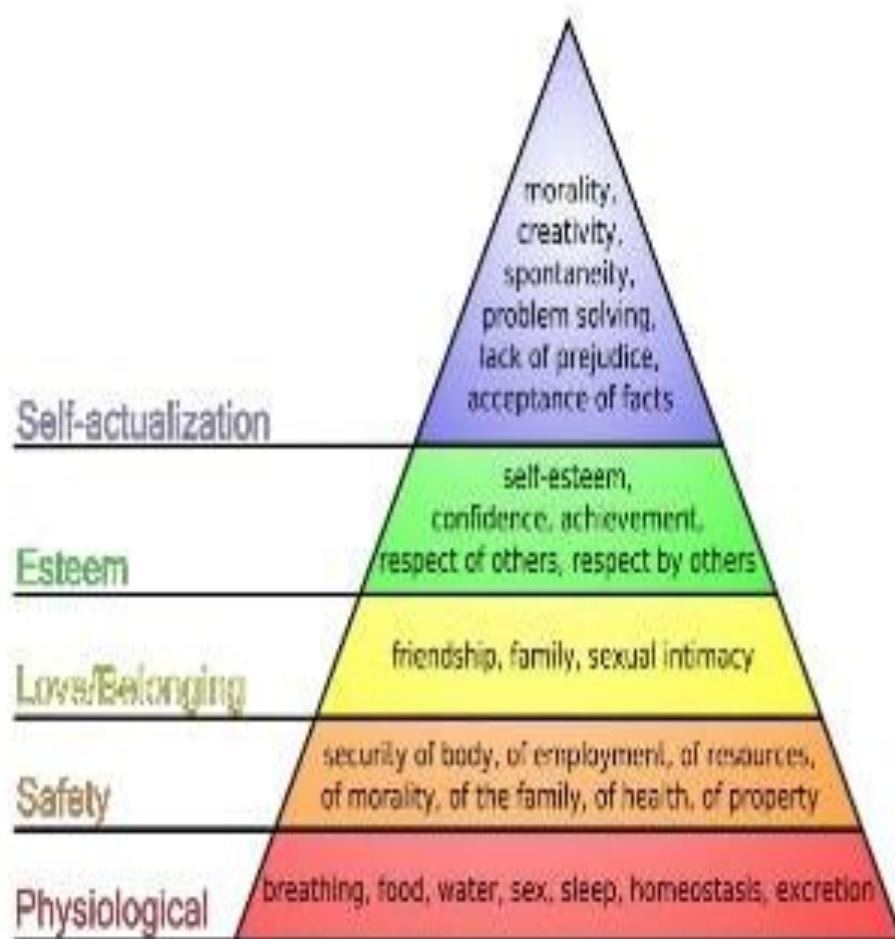 morality,
creativity,
spontaneity,
problem solving,
lack of prejudice,
acceptance of facts
Self-actualization
self-esteem,
confidence, achievement,
respect of others, respect by others
Esteem
friendship, family, sexual intimacy
Love/Belonging
security of body, of employment, of resources,
of morality, of the family, of health, of property
Safety
breathing, food, water, sex, sleep, homeostasis, excretion
Physiological